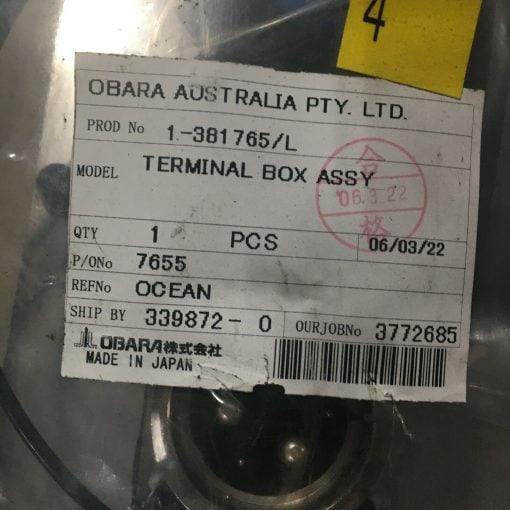 4
OBARA AUSTRALIA PTY. LTD.
PROD No 1-381765/L
MODEL TERMINAL BOX ASSY
合
'06.3.22
格
QTY 1 PCS 06/03/22
P/ONo 7655
REFNo OCEAN
SHIP BY 339872-0 OURJOBNo 3772685
OBARA株式会社
MADE IN JAPAN